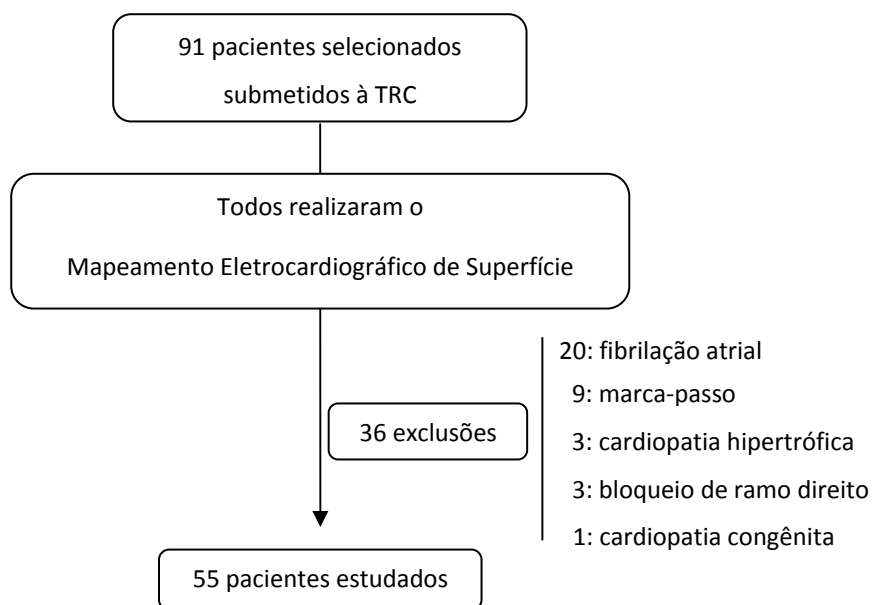 91 pacientes selecionados
submetidos à TRC
Todos realizaram o
Mapeamento Eletrocardiográfico de Superfície
36 exclusões
20: fibrilação atrial
9: marca-passo
3: cardiopatia hipertrófica
3: bloqueio de ramo direito
1: cardiopatia congênita
55 pacientes estudados